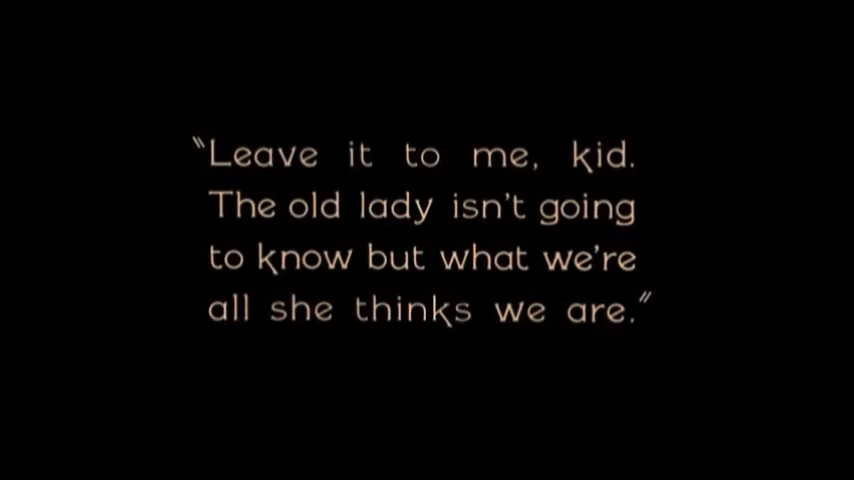 "Leave it to me, kid.
The old lady isn't going
to know but what we're
all she thinks we are."